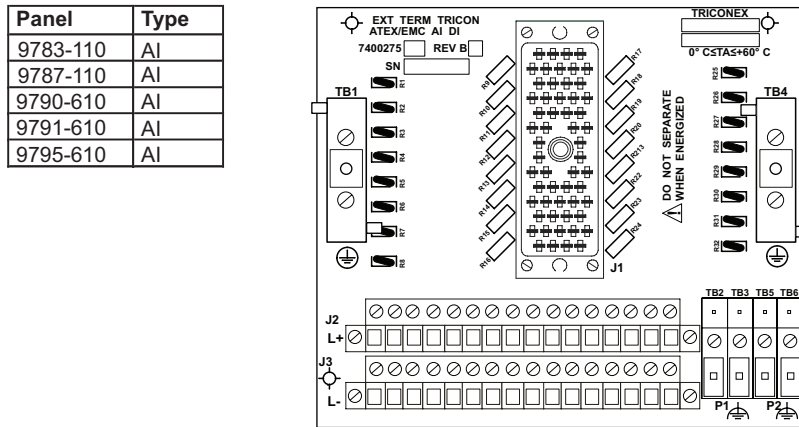 Panel Type
9783-110 AI
9787-110 AI
9790-610 AI
9791-610 AI
9795-610 AI
EXT TERM TRICON
ATEX/EMC AI DI
7400275 REV B
SN
TRICONEX
0° C≤TA≤+60° C
TB1
TB4
R1
R2
R3
R4
R5
R6
R7
R8
R9
R10
R11
R12
R13
R14
R15
R16
R17
R18
R19
R20
R213
R22
R23
R24
J1
DO NOT SEPARATE
WHEN ENERGIZED
R25
R26
R27
R28
R29
R30
R31
R32
TB2 TB3 TB5 TB6
J2
L+
J3
L-
P1 P2